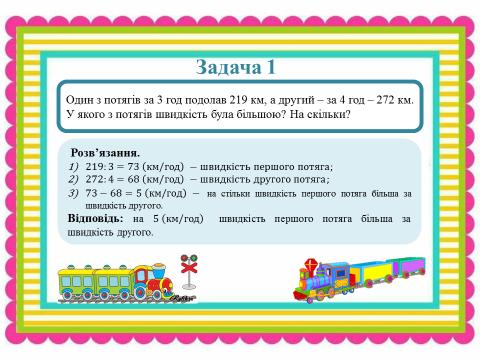 Задача 1
Один з потягів за 3 год подолав 219 км, а другий – за 4 год – 272 км.
У якого з потягів швидкість була більшою? На скільки?
Розв’язання.
1) 219: 3 = 73 (км/год) – швидкість першого потяга;
2) 272: 4 = 68 (км/год) – швидкість другого потяга;
3) 73 – 68 = 5 (км/год) – на стільки швидкість першого потяга більша за
швидкість другого.
Відповідь: на 5 (км/год) швидкість першого потяга більша за
швидкість другого.